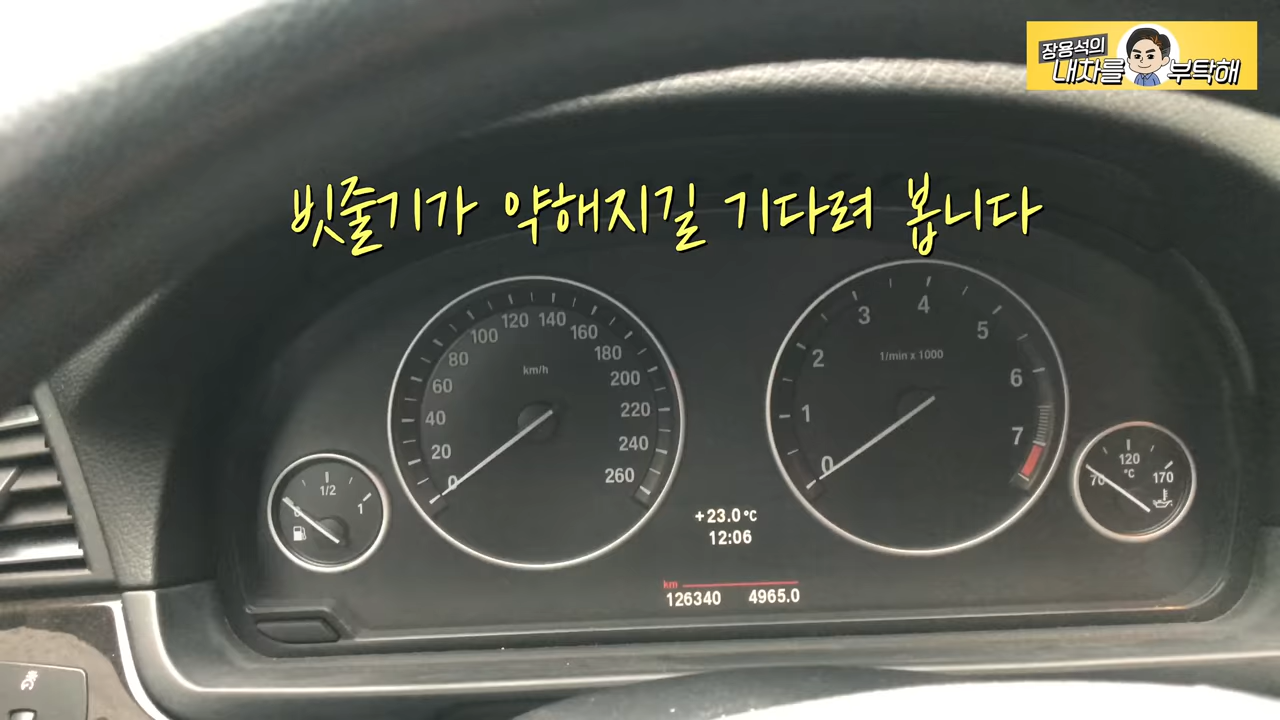 장용석의
내차를 부탁해
빗줄기가 약해지길 기다려 봅니다
0 20 40 60 80 100 120 140 160 180 200 220 240 260
km/h
0 1 2 3 4 5 6 7
1/min x 1000
0 1/2 1
70 120 170
°C
+23.0°C
12:06
km
126340 4965.0